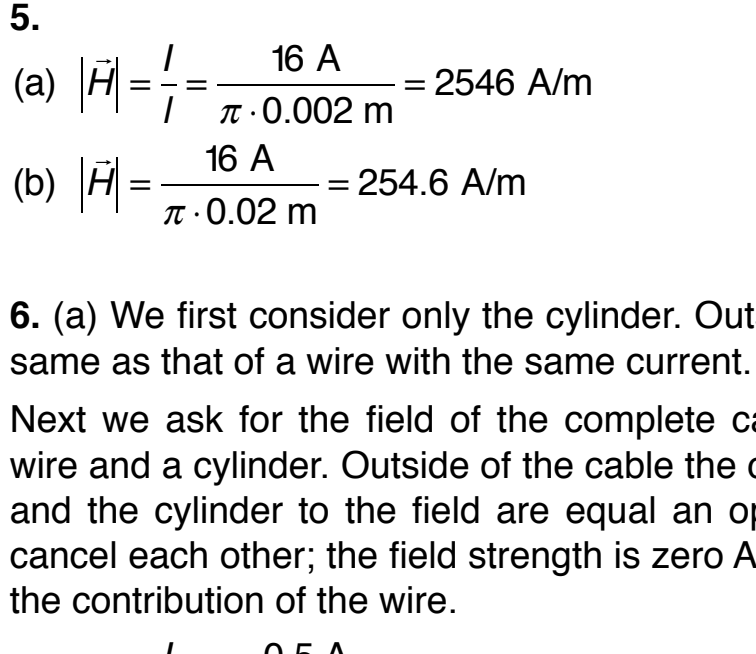 5.
(a) |H⃗| = I/l = 16 A/(π · 0.002 m) = 2546 A/m
(b) |H⃗| = 16 A/(π · 0.02 m) = 254.6 A/m
6. (a) We first consider only the cylinder. Out
same as that of a wire with the same current.
Next we ask for the field of the complete ca
wire and a cylinder. Outside of the cable the
and the cylinder to the field are equal an op
cancel each other; the field strength is zero A
the contribution of the wire.